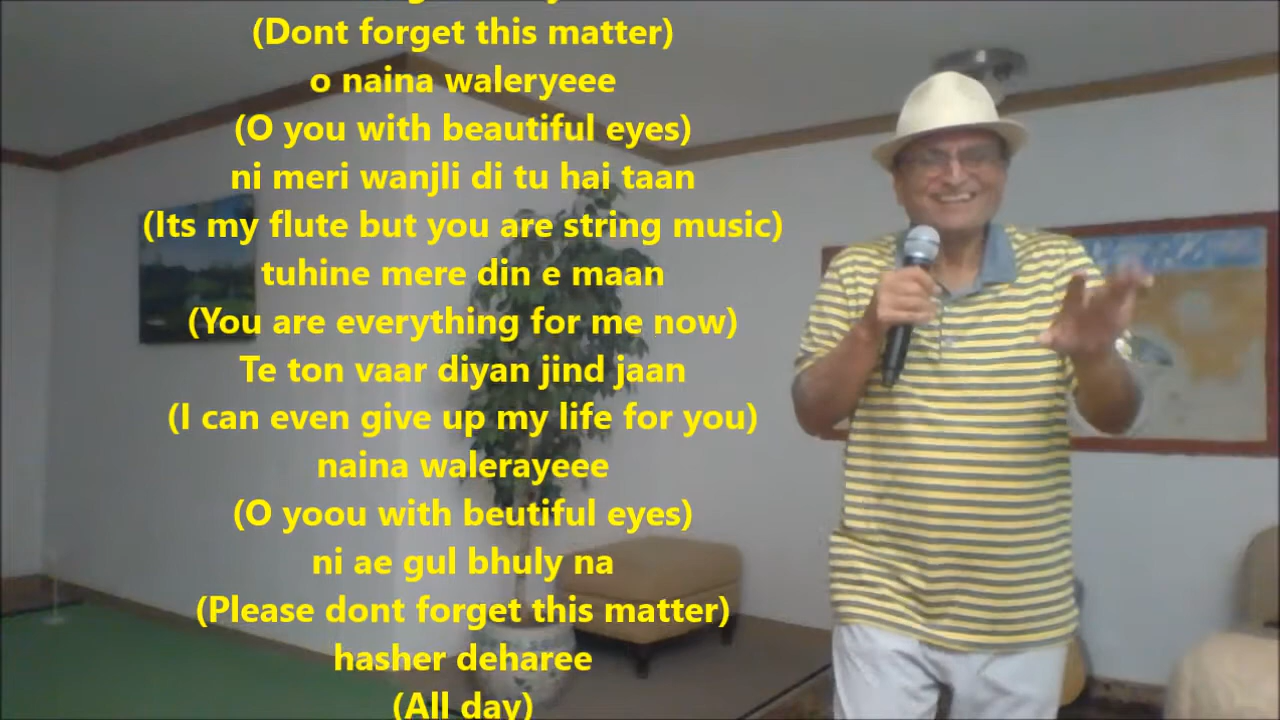 (Dont forget this matter)
o naina waleryeee
(O you with beautiful eyes)
ni meri wanjli di tu hai taan
(Its my flute but you are string music)
tuhine mere din e maan
(You are everything for me now)
Te ton vaar diyan jind jaan
(I can even give up my life for you)
naina walerayeee
(O yoou with beutiful eyes)
ni ae gul bhuly na
(Please dont forget this matter)
hasher deharee
(All day)